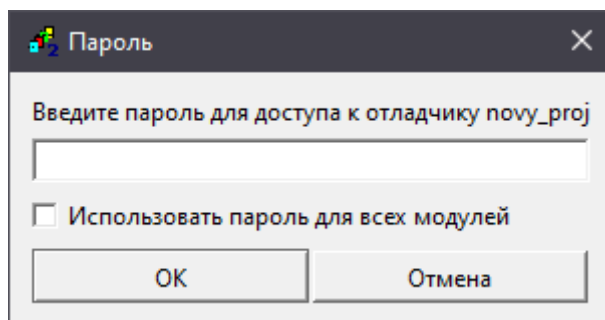 Пароль
Введите пароль для доступа к отладчику novy_proj
Использовать пароль для всех модулей
OK
Отмена